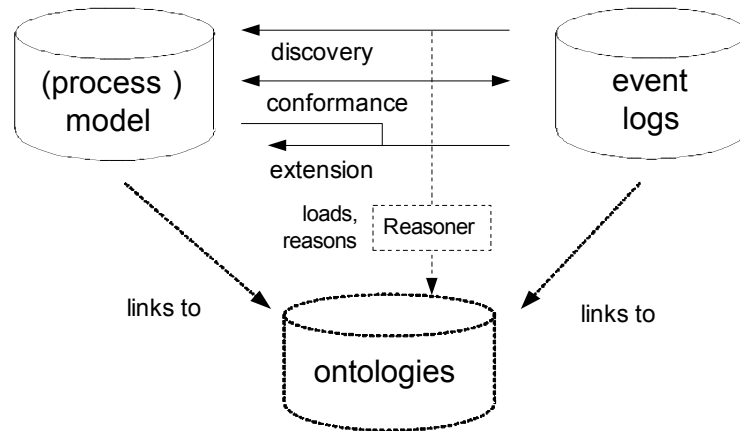 (process )
model
discovery
conformance
extension
event
logs
loads,
reasons
Reasoner
links to
links to
ontologies